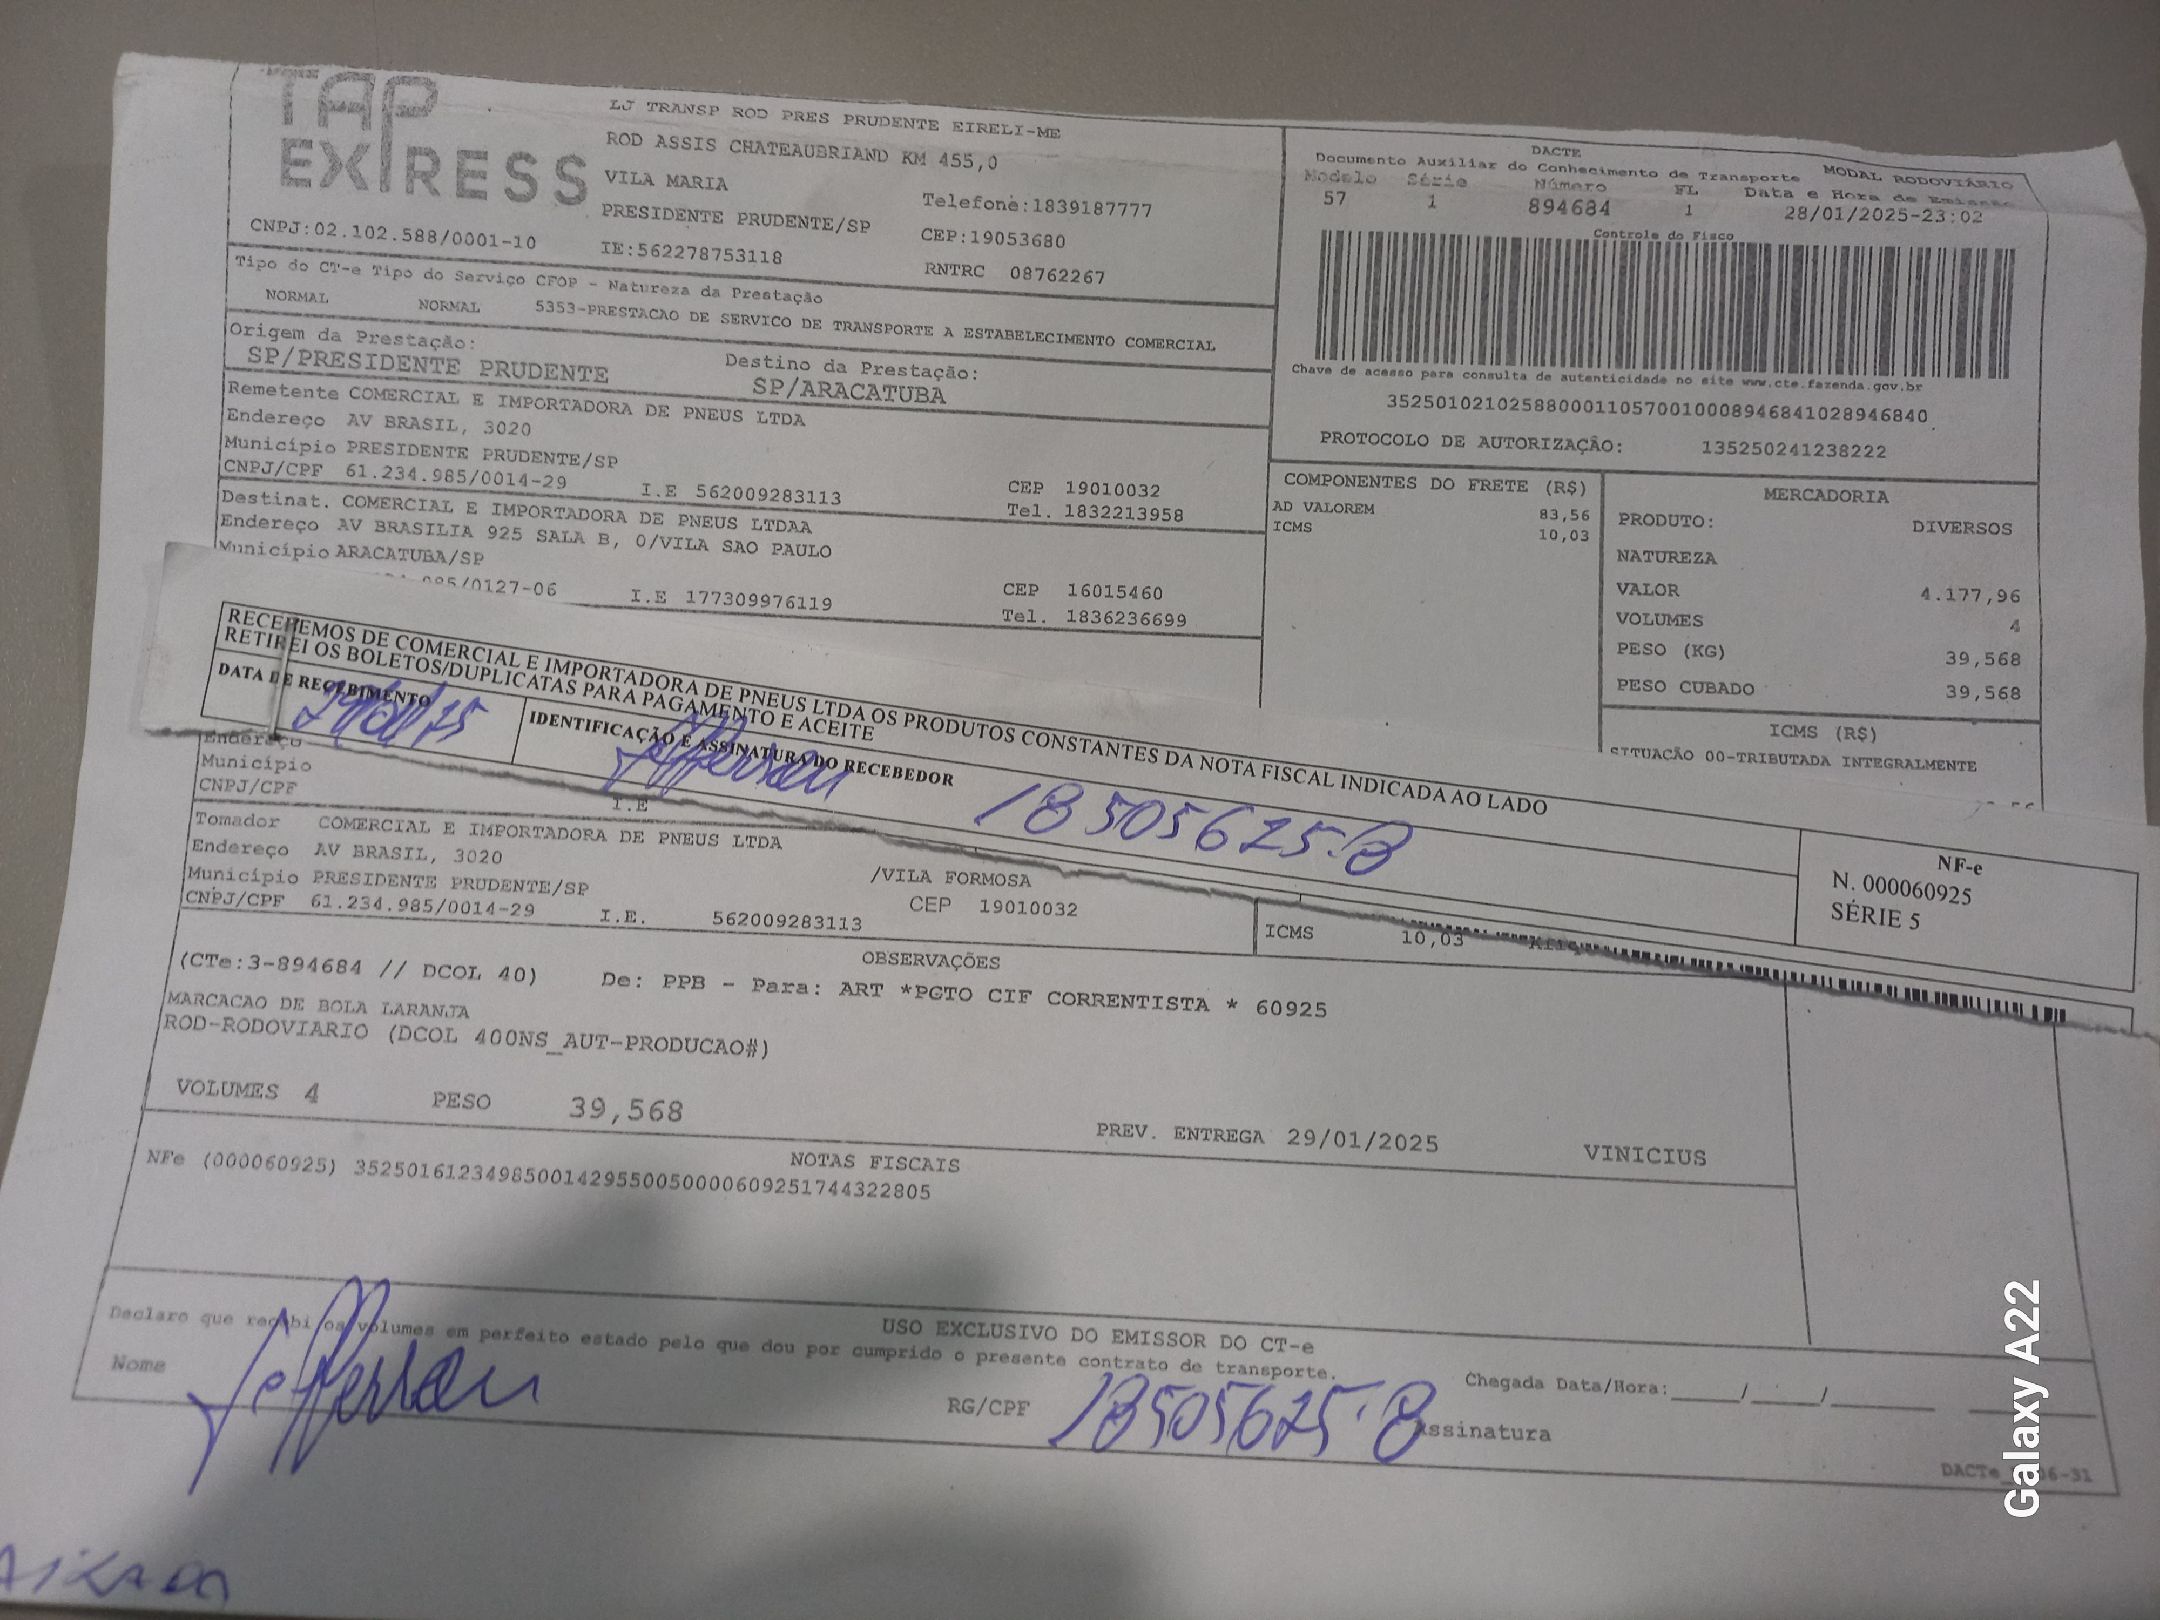 TAP EXPRESS
LJ TRANSP ROD PRES PRUDENTE EIRELI-ME
ROD ASSIS CHATEAUBRIAND KM 455,0
VILA MARIA Telefone:1839187777
PRESIDENTE PRUDENTE/SP CEP:19053680
CNPJ:02.102.588/0001-10 IE:562278753118 RNTRC 08762267
DACTE
MODAL RODOVIÁRIO
Documento Auxiliar do Conhecimento de Transporte
Modelo Série Número FL Data e Hora de Emissao
57 1 894684 1 28/01/2025-23:02
Controle do Fisco
Chave de acesso para consulta de autenticidade no site www.cte.fazenda.gov.br
35250102102588000110570010008946841028946840
PROTOCOLO DE AUTORIZAÇÃO: 135250241238222
Tipo do CT-e Tipo do Serviço CFOP - Natureza da Prestação
NORMAL NORMAL 5353-PRESTACAO DE SERVICO DE TRANSPORTE A ESTABELECIMENTO COMERCIAL
Origem da Prestação: Destino da Prestação:
SP/PRESIDENTE PRUDENTE SP/ARACATUBA
Remetente COMERCIAL E IMPORTADORA DE PNEUS LTDA
Endereço AV BRASIL, 3020
Município PRESIDENTE PRUDENTE/SP CEP 19010032
CNPJ/CPF 61.234.985/0014-29 I.E 562009283113 Tel. 1832213958
Destinat. COMERCIAL E IMPORTADORA DE PNEUS LTDAA
Endereço AV BRASILIA 925 SALA B, 0/VILA SAO PAULO
Município ARACATUBA/SP CEP 16015460
085/0127-06 I.E 177309976119 Tel. 1836236699
COMPONENTES DO FRETE (R$)
AD VALOREM 83,56
ICMS 10,03
MERCADORIA
PRODUTO: DIVERSOS
NATUREZA
VALOR 4.177,96
VOLUMES 4
PESO (KG) 39,568
PESO CUBADO 39,568
ICMS (R$)
SITUAÇÃO 00-TRIBUTADA INTEGRALMENTE
RECEBEMOS DE COMERCIAL E IMPORTADORA DE PNEUS LTDA OS PRODUTOS CONSTANTES DA NOTA FISCAL INDICADA AO LADO
RETIREI OS BOLETOS/DUPLICATAS PARA PAGAMENTO E ACEITE
DATA DE RECEBIMENTO IDENTIFICAÇÃO E ASSINATURA DO RECEBEDOR
Jefferson 18505625-8
NF-e
N. 000060925
SÉRIE 5
Endereço
Município
CNPJ/CPF I.E
Tomador COMERCIAL E IMPORTADORA DE PNEUS LTDA
Endereço AV BRASIL, 3020 /VILA FORMOSA
Município PRESIDENTE PRUDENTE/SP CEP 19010032
CNPJ/CPF 61.234.985/0014-29 I.E. 562009283113
ICMS 10,03
OBSERVAÇÕES
(CTe:3-894684 // DCOL 40) De: PPB - Para: ART *PGTO CIF CORRENTISTA * 60925
MARCACAO DE BOLA LARANJA
ROD-RODOVIARIO (DCOL 400NS_AUT-PRODUCAO#)
VOLUMES 4 PESO 39,568 PREV. ENTREGA 29/01/2025 VINICIUS
NOTAS FISCAIS
NFe (000060925) 35250161234985001429550050000609251744322805
USO EXCLUSIVO DO EMISSOR DO CT-e
Declaro que recebi os volumes em perfeito estado pelo que dou por cumprido o presente contrato de transporte.
Nome Jefferson RG/CPF 18505625-8 Assinatura
Chegada Data/Hora:____/____/______
Galaxy A22